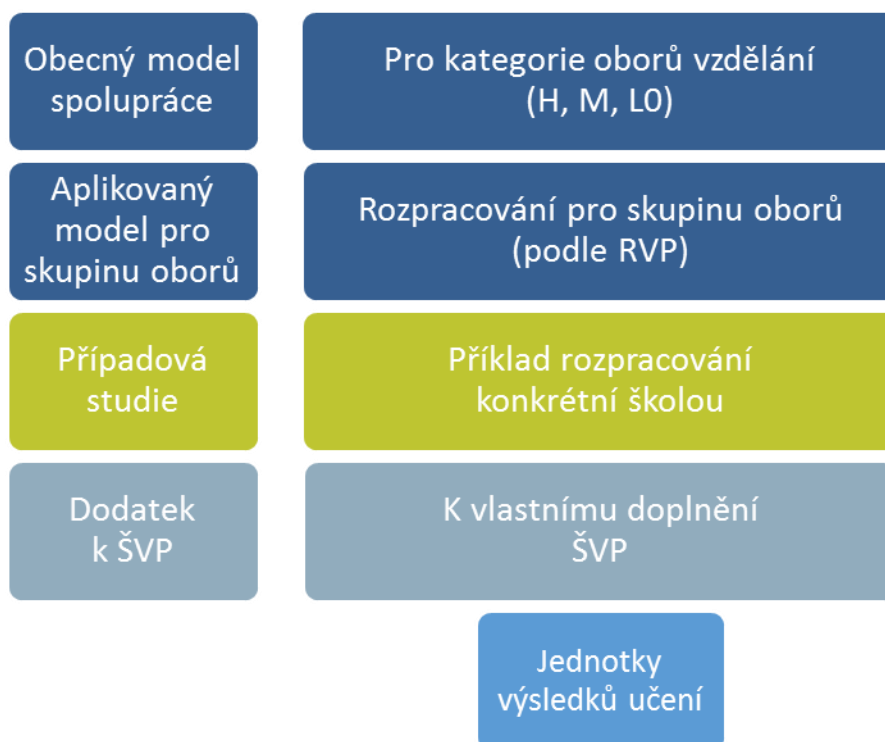 Obecný model
spolupráce
Pro kategorie oborů vzdělání
(H, M, L0)
Aplikovaný
model pro
skupinu oborů
Rozpracování pro skupinu oborů
(podle RVP)
Případová
studie
Příklad rozpracování
konkrétní školou
Dodatek
k ŠVP
K vlastnímu doplnění
ŠVP
Jednotky
výsledků učení